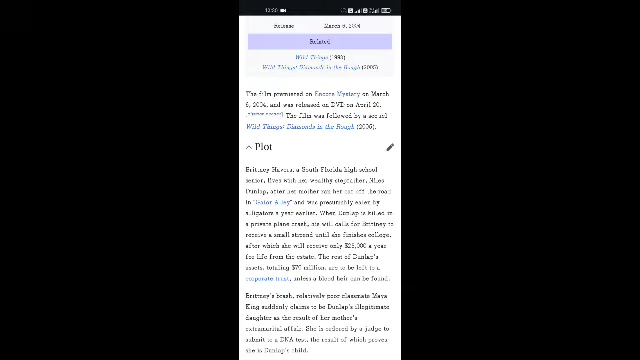 Release March 6, 2004
Related
Wild Things (1998)
Wild Things: Diamonds in the Rough (2005)
The film premiered on Encore Mystery on March
6, 2004, and was released on DVD on April 20.
The film was followed by a sequel
Wild Things: Diamonds in the Rough (2005).
Plot
Brittney Havers, a South Florida high school
senior, lives with her wealthy stepfather, Niles
Dunlap, after her mother ran her car off the road
in "Gator Alley" and was presumably eaten by
alligators a year earlier. When Dunlap is killed in
a private plane crash, his will calls for Brittney to
receive a small stipend until she finishes college,
after which she will receive only $25,000 a year
for life from the estate. The rest of Dunlap's
assets, totaling $70 million, are to be left to a
corporate trust, unless a blood heir can be found.
Brittney's brash, relatively poor classmate Maya
King suddenly claims to be Dunlap's illegitimate
daughter as the result of her mother's
extramarital affair. She is ordered by a judge to
submit to a DNA test, the result of which proves
she is Dunlap's child.